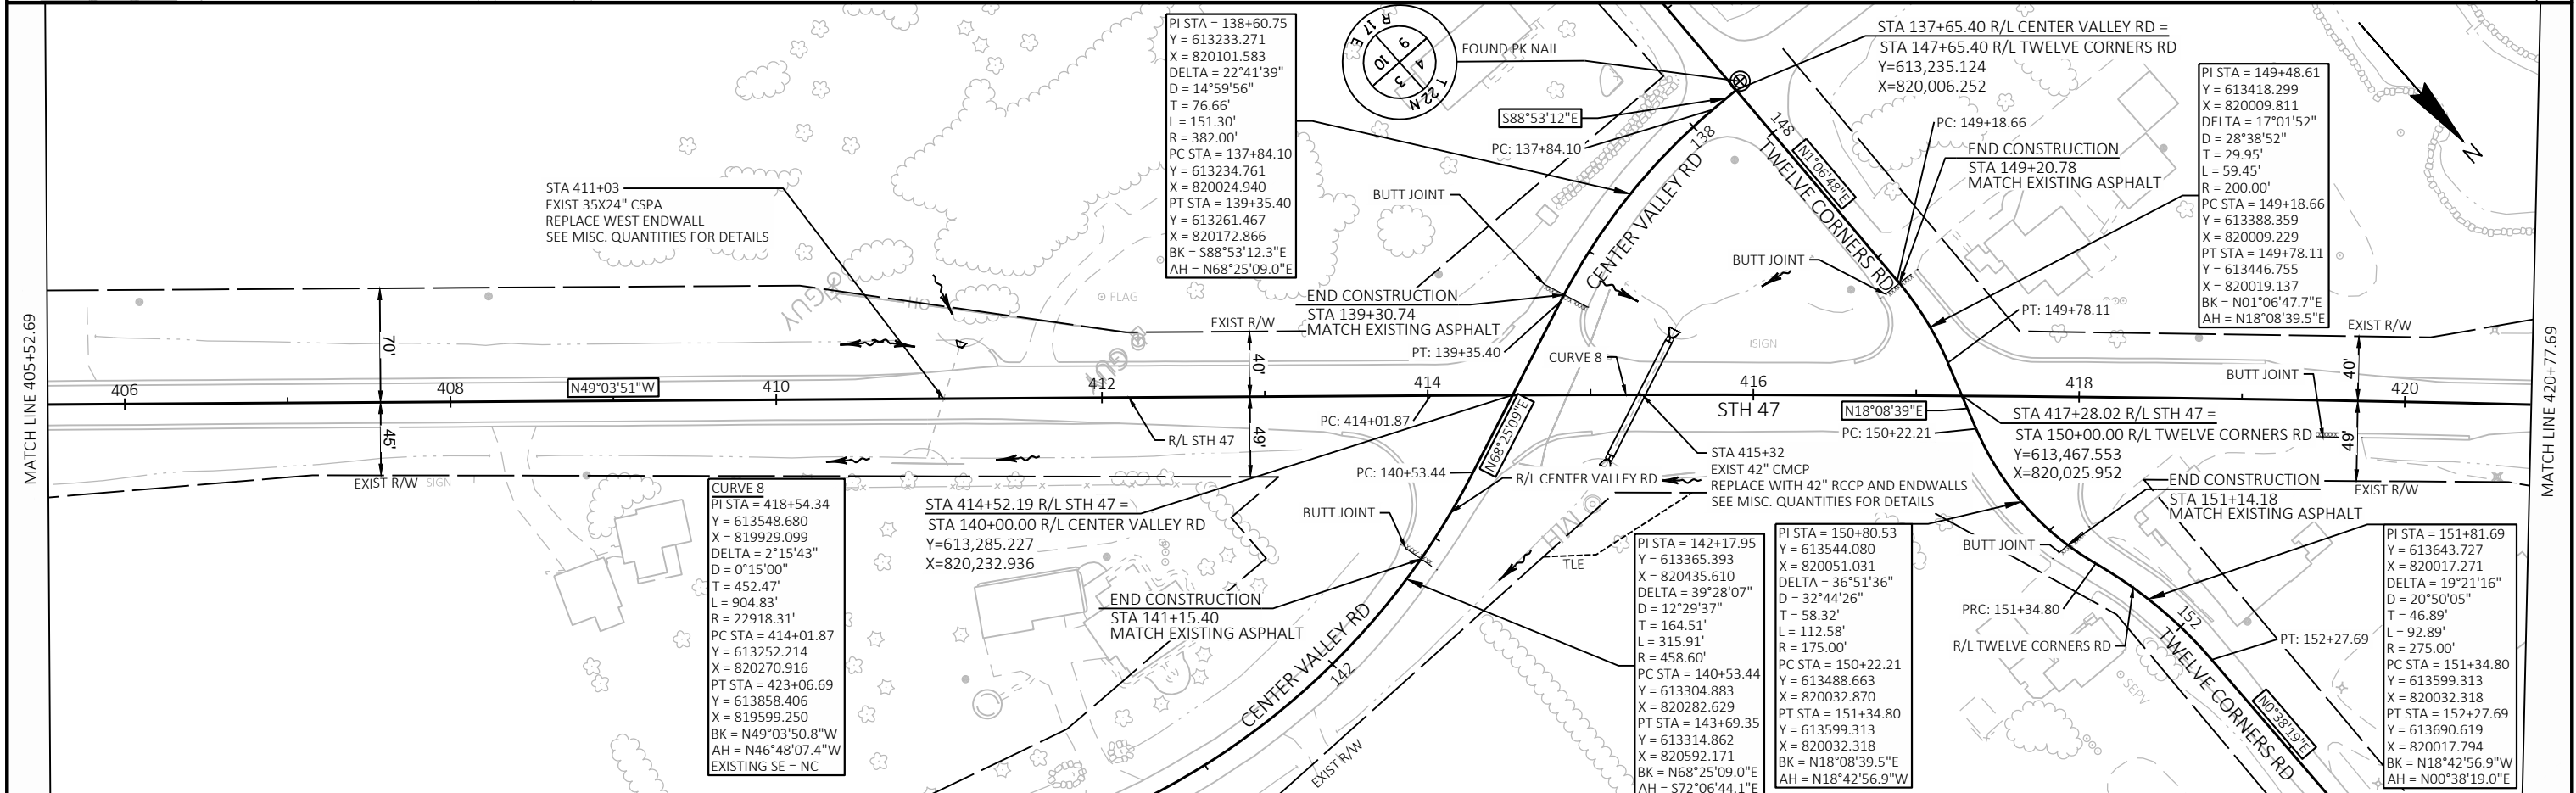 MATCH LINE 405+52.69
STA 411+03
EXIST 35X24" CSPA
REPLACE WEST ENDWALL
SEE MISC. QUANTITIES FOR DETAILS
PI STA = 138+60.75
Y = 613233.271
X = 820101.583
DELTA = 22°41'39"
D = 14°59'56"
T = 76.66'
L = 151.30'
R = 382.00'
PC STA = 137+84.10
Y = 613234.761
X = 820024.940
PT STA = 139+35.40
Y = 613261.467
X = 820172.866
BK = S88°53'12.3"E
AH = N68°25'09.0"E
R 17 E
9
10
4
3
T 22 N
FOUND PK NAIL
STA 137+65.40 R/L CENTER VALLEY RD =
STA 147+65.40 R/L TWELVE CORNERS RD
Y=613,235.124
X=820,006.252
S88°53'12"E
PC: 137+84.10
138
148
TWELVE CORNERS RD
N1°06'48"E
CENTER VALLEY RD
BUTT JOINT
PC: 149+18.66
END CONSTRUCTION
STA 149+20.78
MATCH EXISTING ASPHALT
PI STA = 149+48.61
Y = 613418.299
X = 820009.811
DELTA = 17°01'52"
D = 28°38'52"
T = 29.95'
L = 59.45'
R = 200.00'
PC STA = 149+18.66
Y = 613388.359
X = 820009.229
PT STA = 149+78.11
Y = 613446.755
X = 820019.137
BK = N01°06'47.7"E
AH = N18°08'39.5"E
N
BUTT JOINT
PT: 149+78.11
END CONSTRUCTION
STA 139+30.74
MATCH EXISTING ASPHALT
PT: 139+35.40
GUY
OH
FLAG
GUY
EXIST R/W
SIGN
EXIST R/W
70'
45'
40'
49'
40'
49'
CURVE 8
406
408
N49°03'51"W
410
412
414
416
418
420
STH 47
R/L STH 47
PC: 414+01.87
N68°25'09"E
N18°08'39"E
PC: 150+22.21
STA 417+28.02 R/L STH 47 =
STA 150+00.00 R/L TWELVE CORNERS RD
Y=613,467.553
X=820,025.952
BUTT JOINT
MATCH LINE 420+77.69
EXIST R/W
SIGN
CURVE 8
PI STA = 418+54.34
Y = 613548.680
X = 819929.099
DELTA = 2°15'43"
D = 0°15'00"
T = 452.47'
L = 904.83'
R = 22918.31'
PC STA = 414+01.87
Y = 613252.214
X = 820270.916
PT STA = 423+06.69
Y = 613858.406
X = 819599.250
BK = N49°03'50.8"W
AH = N46°48'07.4"W
EXISTING SE = NC
STA 414+52.19 R/L STH 47 =
STA 140+00.00 R/L CENTER VALLEY RD
Y=613,285.227
X=820,232.936
PC: 140+53.44
R/L CENTER VALLEY RD
STA 415+32
EXIST 42" CMCP
REPLACE WITH 42" RCCP AND ENDWALLS
SEE MISC. QUANTITIES FOR DETAILS
BUTT JOINT
MH
TLE
END CONSTRUCTION
STA 141+15.40
MATCH EXISTING ASPHALT
CENTER VALLEY RD
142
EXIST R/W
PI STA = 142+17.95
Y = 613365.393
X = 820435.610
DELTA = 39°28'07"
D = 12°29'37"
T = 164.51'
L = 315.91'
R = 458.60'
PC STA = 140+53.44
Y = 613304.883
X = 820282.629
PT STA = 143+69.35
Y = 613314.862
X = 820592.171
BK = N68°25'09.0"E
AH = S72°06'44.1"E
PI STA = 150+80.53
Y = 613544.080
X = 820051.031
DELTA = 36°51'36"
D = 32°44'26"
T = 58.32'
L = 112.58'
R = 175.00'
PC STA = 150+22.21
Y = 613488.663
X = 820032.870
PT STA = 151+34.80
Y = 613599.313
X = 820032.318
BK = N18°08'39.5"E
AH = N18°42'56.9"W
END CONSTRUCTION
STA 151+14.18
MATCH EXISTING ASPHALT
EXIST R/W
BUTT JOINT
PRC: 151+34.80
R/L TWELVE CORNERS RD
152
TWELVE CORNERS RD
SEPV
PT: 152+27.69
N0°38'19"E
PI STA = 151+81.69
Y = 613643.727
X = 820017.271
DELTA = 19°21'16"
D = 20°50'05"
T = 46.89'
L = 92.89'
R = 275.00'
PC STA = 151+34.80
Y = 613599.313
X = 820032.318
PT STA = 152+27.69
Y = 613690.619
X = 820017.794
BK = N18°42'56.9"W
AH = N00°38'19.0"E